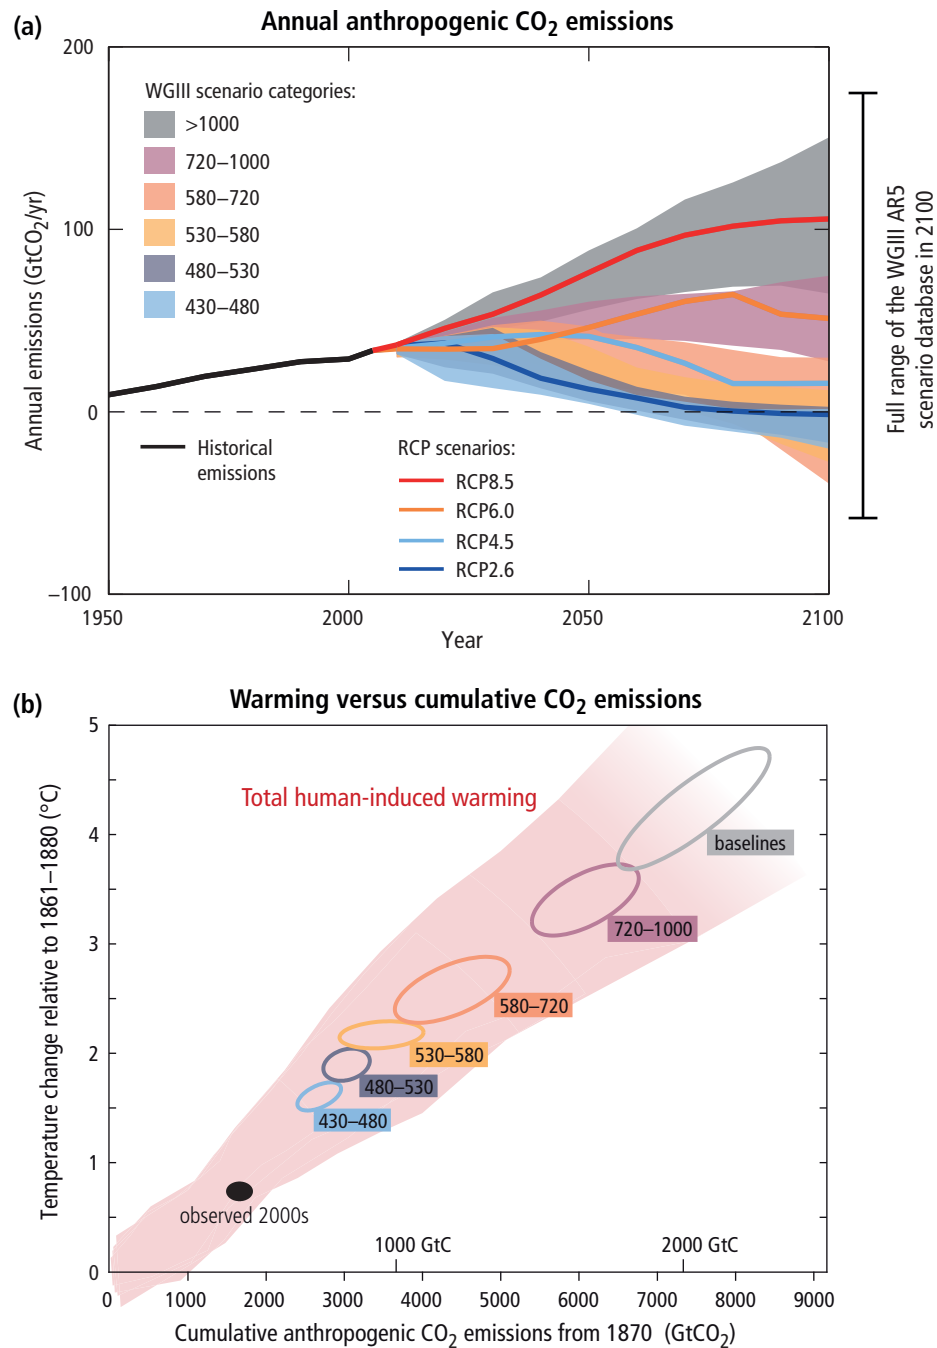 (a)
Annual anthropogenic CO₂ emissions
200
100
0
−100
Annual emissions (GtCO₂/yr)
WGIII scenario categories:
>1000
720−1000
580−720
530−580
480−530
430−480
Historical
emissions
RCP scenarios:
RCP8.5
RCP6.0
RCP4.5
RCP2.6
1950
2000
2050
2100
Year
Full range of the WGIII AR5
scenario database in 2100
(b)
Warming versus cumulative CO₂ emissions
5
4
3
2
1
0
Temperature change relative to 1861−1880 (°C)
Total human-induced warming
baselines
720−1000
580−720
530−580
480−530
430−480
observed 2000s
1000 GtC
2000 GtC
0
1000
2000
3000
4000
5000
6000
7000
8000
9000
Cumulative anthropogenic CO₂ emissions from 1870 (GtCO₂)